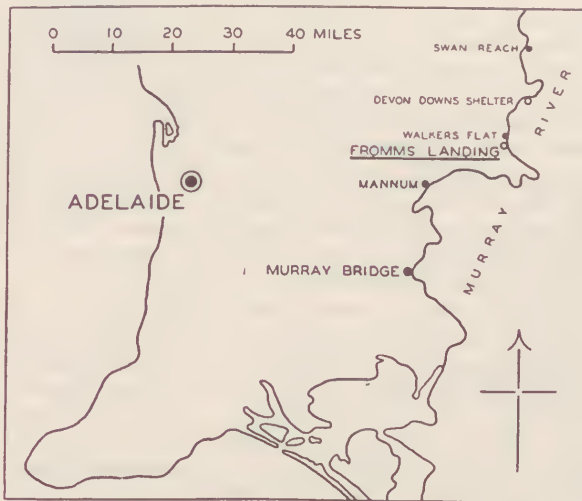 0 10 20 30 40 MILES
SWAN REACH
DEVON DOWNS SHELTER
RIVER
WALKERS FLAT
FROMMS LANDING
MANNUM
ADELAIDE
MURRAY
MURRAY BRIDGE